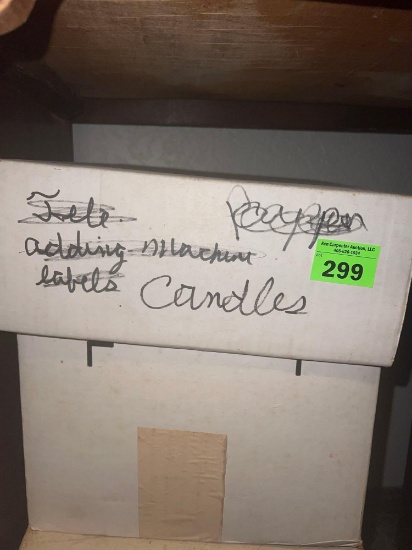 Tele
adding machine
labels
Candles
299